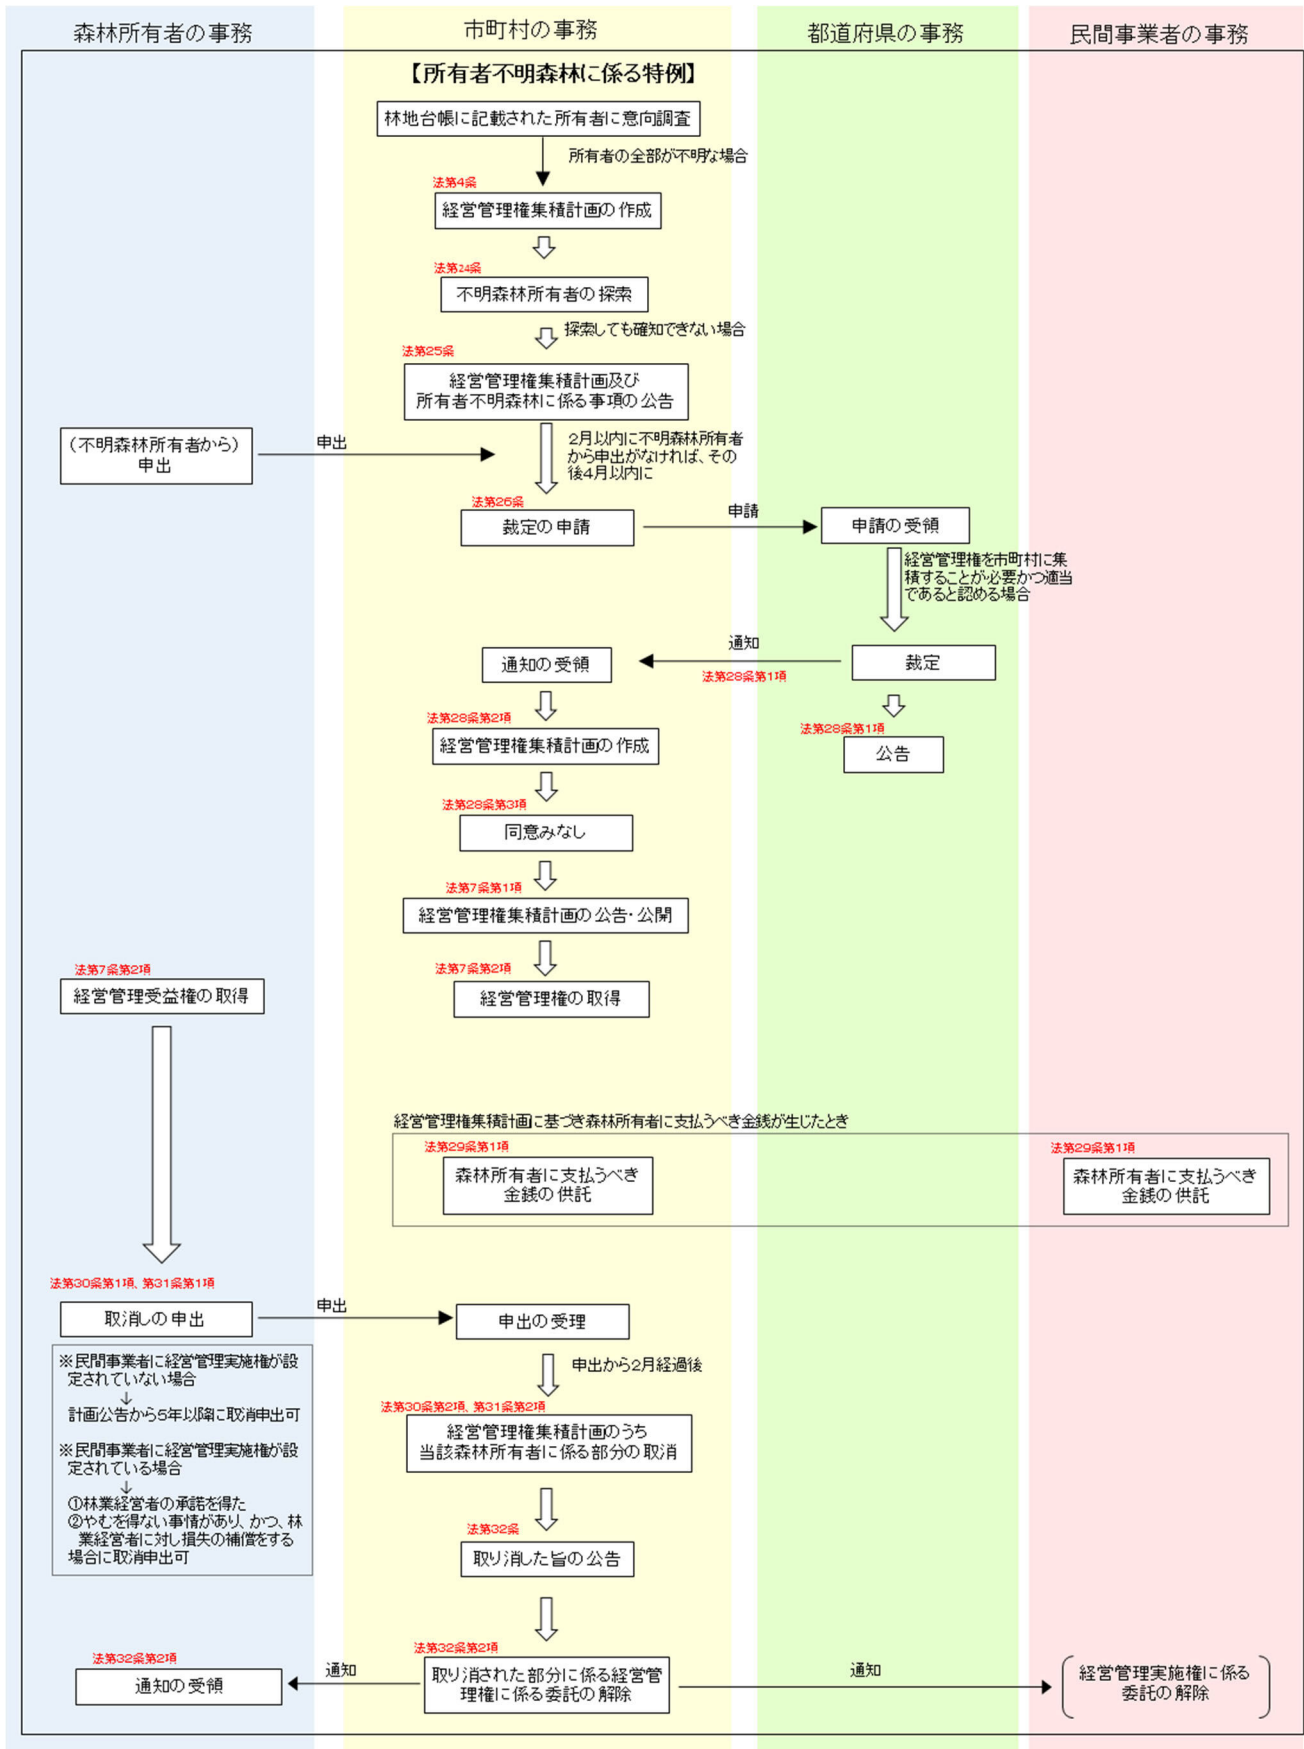 森林所有者の事務
市町村の事務
都道府県の事務
民間事業者の事務
【所有者不明森林に係る特例】
林地台帳に記載された所有者に意向調査
所有者の全部が不明な場合
法第4条
経営管理権集積計画の作成
法第24条
不明森林所有者の探索
探索しても確知できない場合
法第25条
経営管理権集積計画及び
所有者不明森林に係る事項の公告
(不明森林所有者から)
申出
申出
2月以内に不明森林所有者
から申出がなければ、その
後4月以内に
法第26条
裁定の申請
申請
申請の受領
経営管理権を市町村に集
積することが必要かつ適当
であると認める場合
通知
裁定
通知の受領
法第28条第1項
法第28条第2項
経営管理権集積計画の作成
法第28条第1項
公告
法第28条第3項
同意みなし
法第7条第1項
経営管理権集積計画の公告・公開
法第7条第2項
経営管理受益権の取得
法第7条第2項
経営管理権の取得
経営管理権集積計画に基づき森林所有者に支払うべき金銭が生じたとき
法第29条第1項
森林所有者に支払うべき
金銭の供託
法第29条第1項
森林所有者に支払うべき
金銭の供託
法第30条第1項、第31条第1項
取消しの申出
申出
申出の受理
※民間事業者に経営管理実施権が設
定されていない場合
↓
計画公告から5年以降に取消申出可
※民間事業者に経営管理実施権が設
定されている場合
↓
①林業経営者の承諾を得た
②やむを得ない事情があり、かつ、林
業経営者に対し損失の補償をする
場合に取消申出可
申出から2月経過後
法第30条第2項、第31条第2項
経営管理権集積計画のうち
当該森林所有者に係る部分の取消
法第32条
取り消した旨の公告
法第32条第2項
通知の受領
通知
法第32条第2項
取り消された部分に係る経営管
理権に係る委託の解除
通知
経営管理実施権に係る
委託の解除